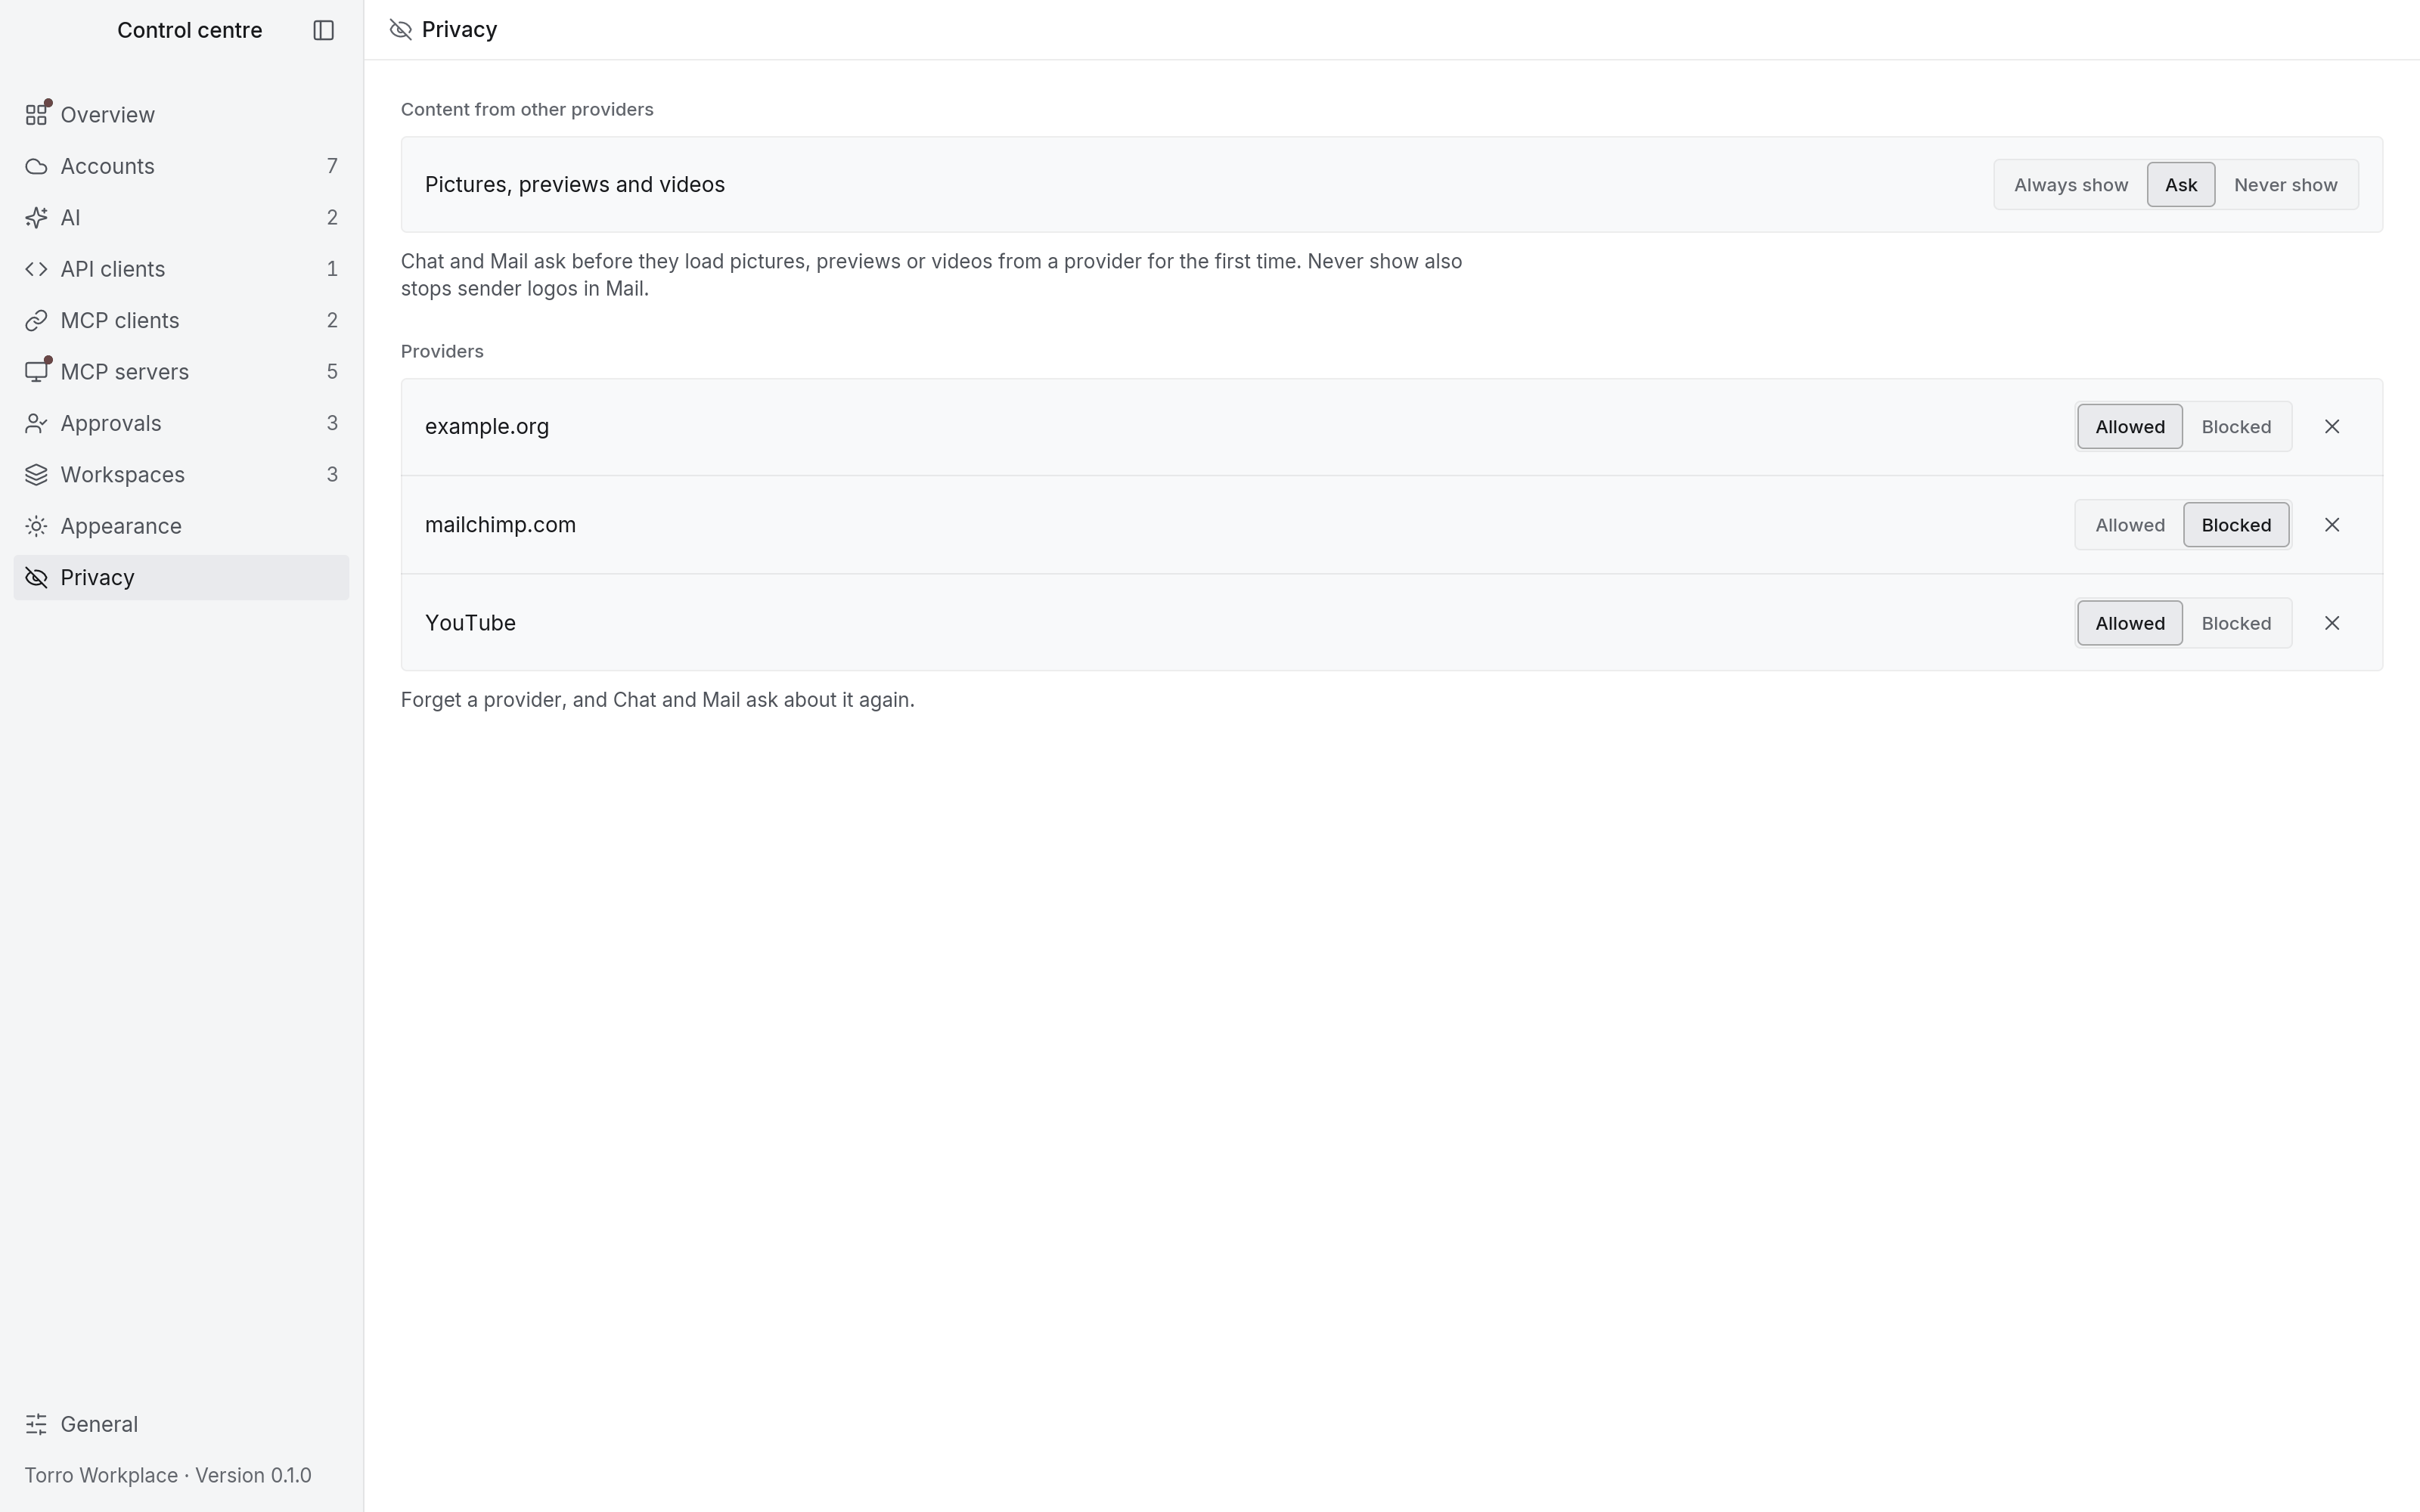 Control centre
Overview
Accounts 7
AI 2
API clients 1
MCP clients 2
MCP servers 5
Approvals 3
Workspaces 3
Appearance
Privacy
General
Torro Workplace · Version 0.1.0
Privacy
Content from other providers
Pictures, previews and videos Always show Ask Never show
Chat and Mail ask before they load pictures, previews or videos from a provider for the first time. Never show also
stops sender logos in Mail.
Providers
example.org Allowed Blocked
mailchimp.com Allowed Blocked
YouTube Allowed Blocked
Forget a provider, and Chat and Mail ask about it again.